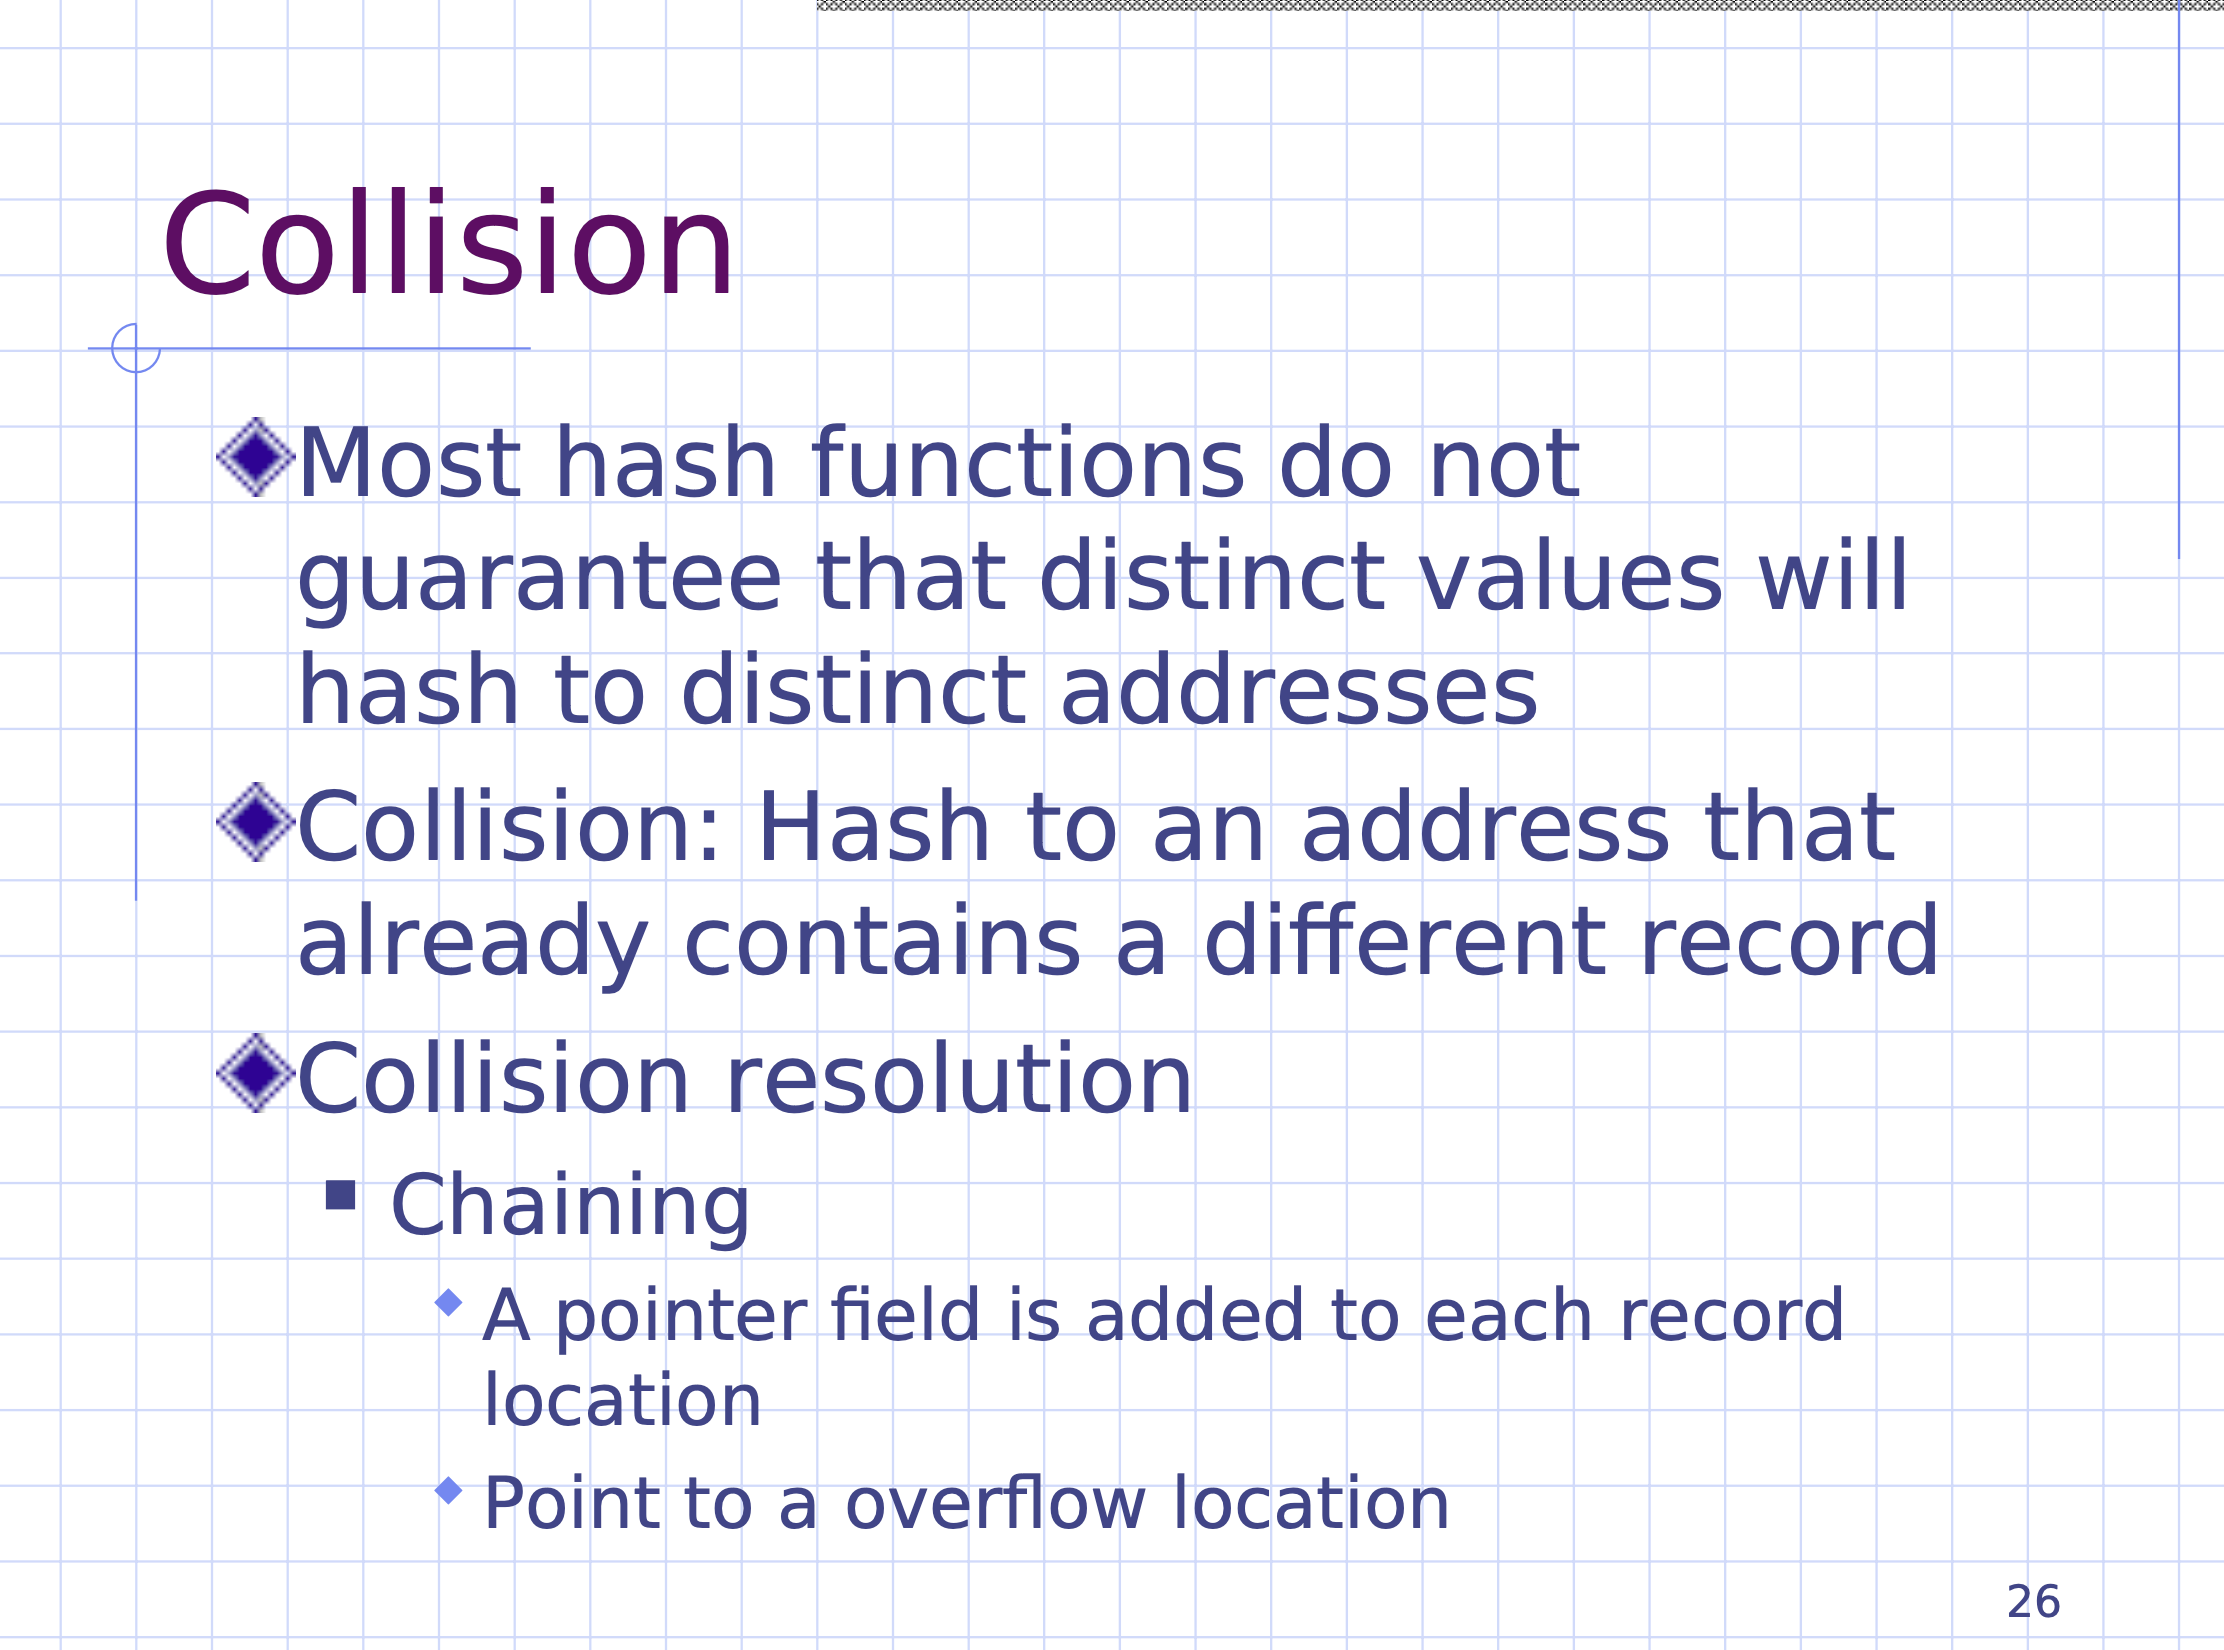 Collision
Most hash functions do not
guarantee that distinct values will
hash to distinct addresses
Collision: Hash to an address that
already contains a different record
Collision resolution
Chaining
A pointer field is added to each record
location
Point to a overflow location
26